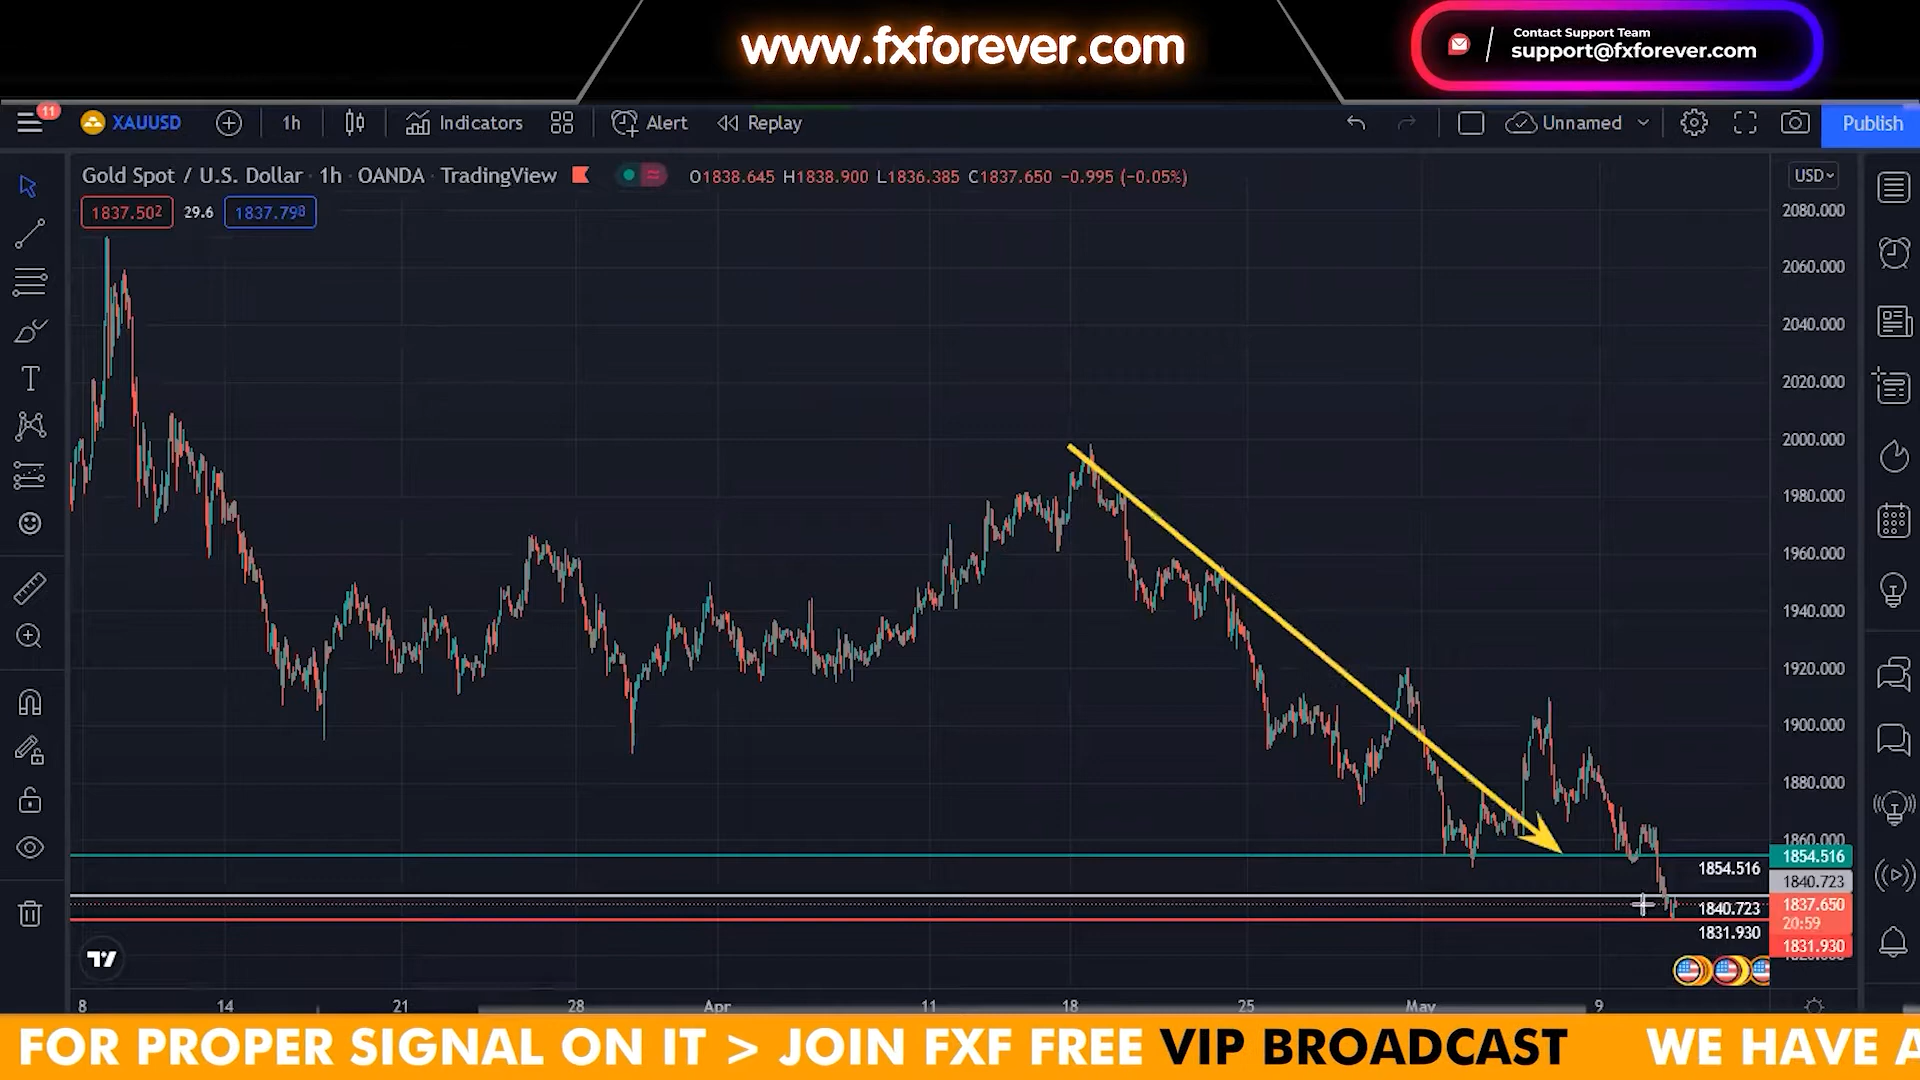 www.fxforever.com
Contact Support Team
support@fxforever.com
11
XAUUSD
1h
Indicators
Alert
Replay
Unnamed
Publish
Gold Spot / U.S. Dollar · 1h · OANDA · TradingView
O1838.645 H1838.900 L1836.385 C1837.650 −0.995 (−0.05%)
USD
1837.502
29.6
1837.798
2080.000
2060.000
2040.000
2020.000
2000.000
1980.000
1960.000
1940.000
1920.000
1900.000
1880.000
1860.000
1854.516
1854.516
1840.723
1840.723
1837.650
20:59
1831.930
1831.930
8
14
21
28
Apr
11
18
25
May
9
FOR PROPER SIGNAL ON IT > JOIN FXF FREE VIP BROADCAST WE HAVE A